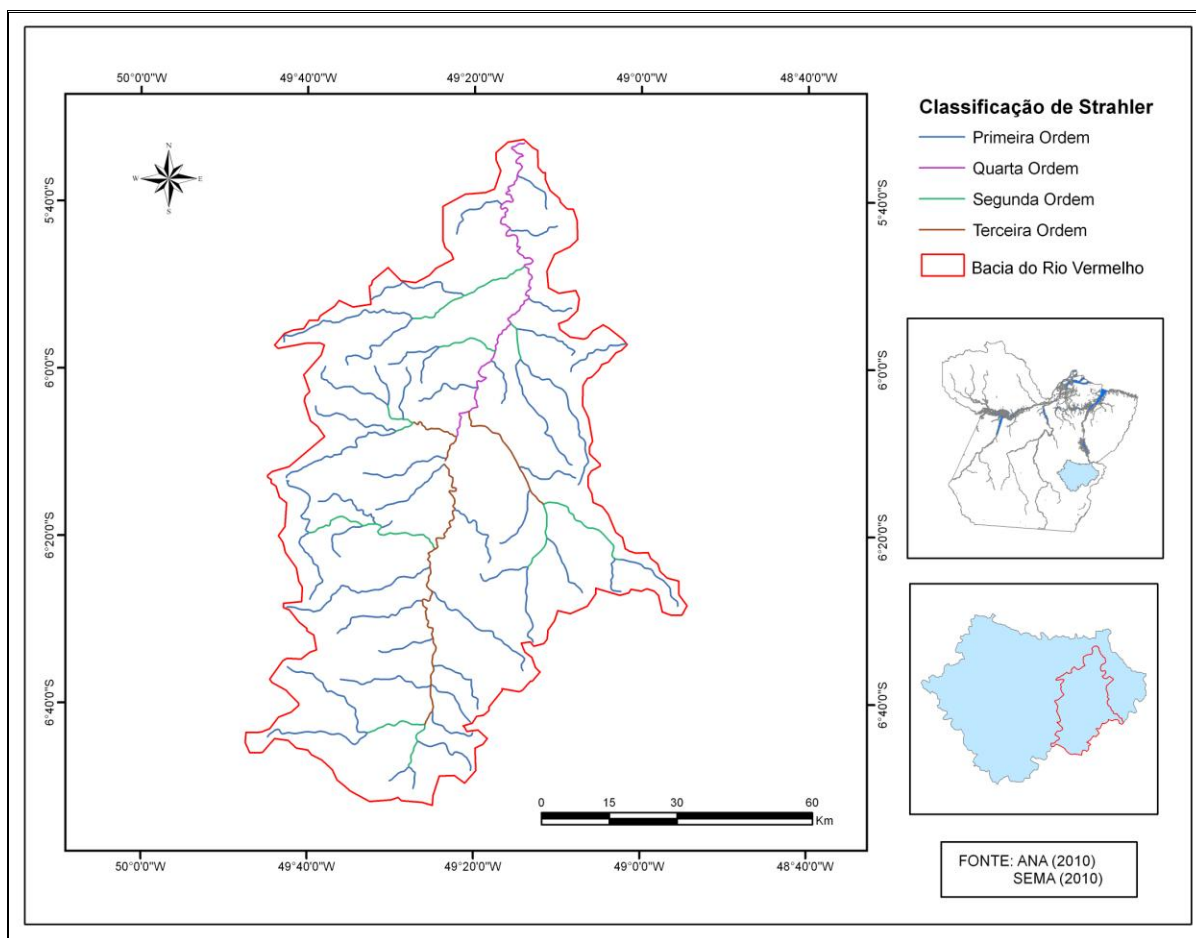 50°0'0"W 49°40'0"W 49°20'0"W 49°0'0"W 48°40'0"W
N
W E
S
5°40'0"S 5°40'0"S
6°0'0"S 6°0'0"S
6°20'0"S 6°20'0"S
6°40'0"S 6°40'0"S
0 15 30 60
Km
50°0'0"W 49°40'0"W 49°20'0"W 49°0'0"W 48°40'0"W
Classificação de Strahler
Primeira Ordem
Quarta Ordem
Segunda Ordem
Terceira Ordem
Bacia do Rio Vermelho
FONTE: ANA (2010)
SEMA (2010)